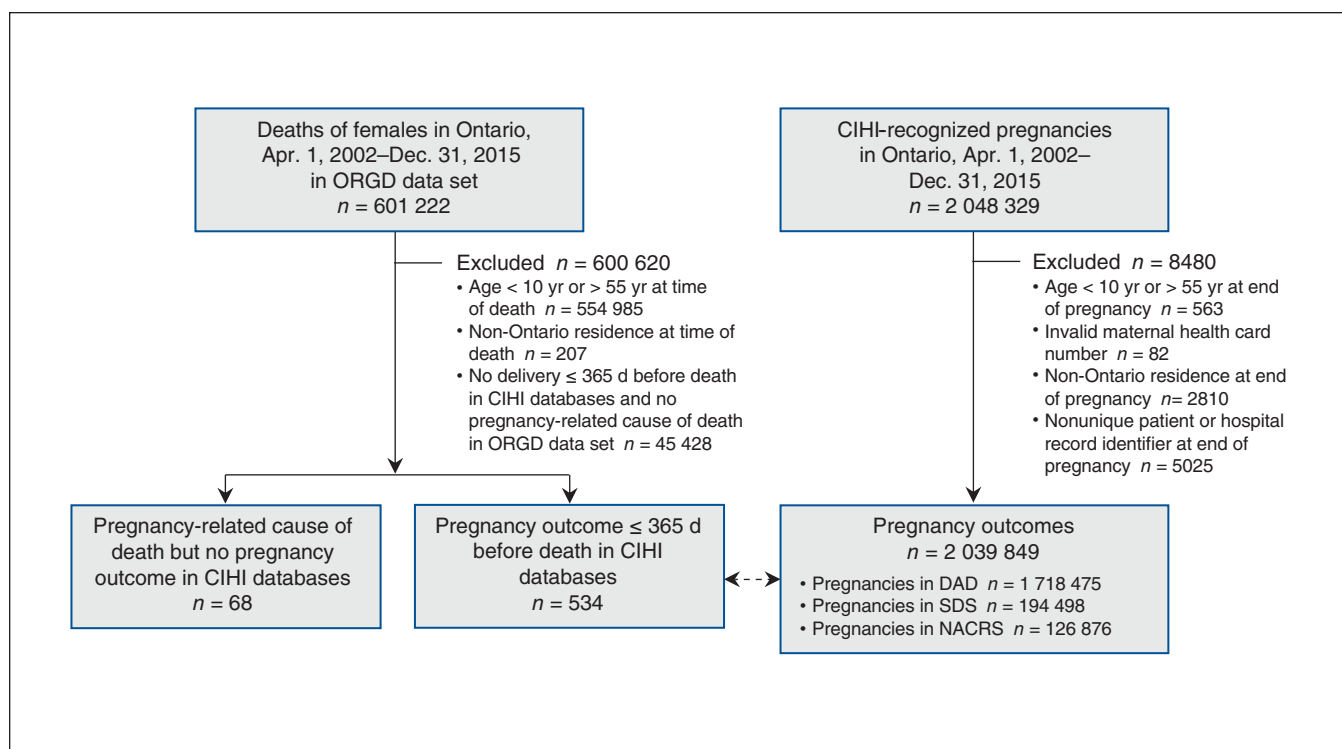 Deaths of females in Ontario,
Apr. 1, 2002–Dec. 31, 2015
in ORGD data set
n = 601 222
CIHI-recognized pregnancies
in Ontario, Apr. 1, 2002–
Dec. 31, 2015
n = 2 048 329
Excluded n = 600 620
• Age < 10 yr or > 55 yr at time
of death n = 554 985
• Non-Ontario residence at time of
death n = 207
• No delivery ≤ 365 d before death
in CIHI databases and no
pregnancy-related cause of death
in ORGD data set n = 45 428
Excluded n = 8480
• Age < 10 yr or > 55 yr at end
of pregnancy n = 563
• Invalid maternal health card
number n = 82
• Non-Ontario residence at end
of pregnancy n= 2810
• Nonunique patient or hospital
record identifier at end of
pregnancy n = 5025
Pregnancy-related cause of
death but no pregnancy
outcome in CIHI databases
n = 68
Pregnancy outcome ≤ 365 d
before death in CIHI
databases
n = 534
Pregnancy outcomes
n = 2 039 849
• Pregnancies in DAD n = 1 718 475
• Pregnancies in SDS n = 194 498
• Pregnancies in NACRS n = 126 876